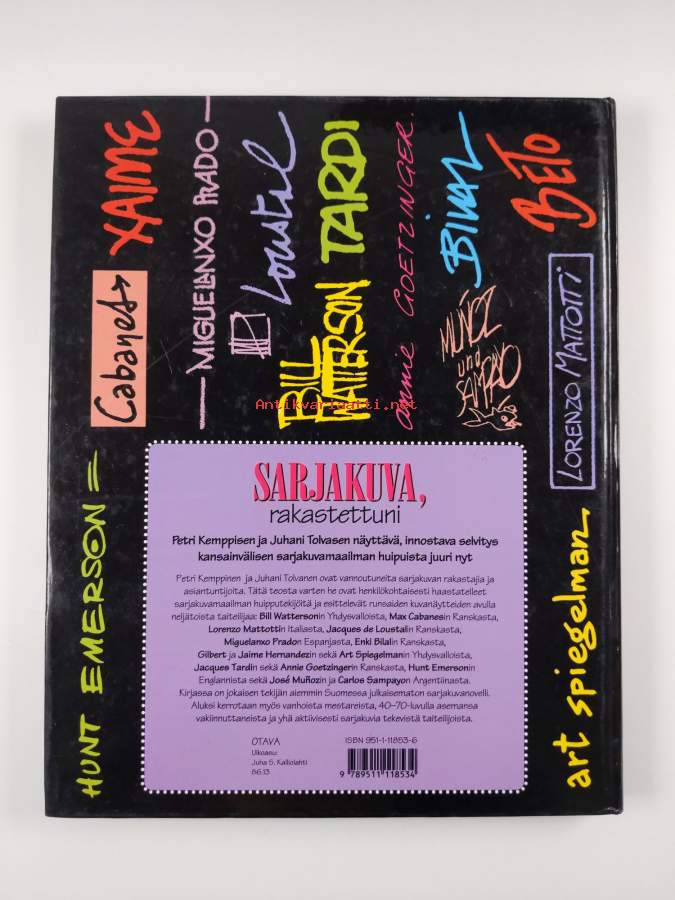 XAIME
MIGUELANXO PRADO
Loustal
TARDI
annie GOETZINGER.
Bilal
BETO
Cabanes
BILL
WATTERSON
MUÑOZ
und
SAMPAYO
LORENZO MATTOTTI
HUNT EMERSON
art spiegelman
Antikvariaatti.net
SARJAKUVA,
rakastettuni
Petri Kemppisen ja Juhani Tolvasen näyttävä, innostava selvitys
kansainvälisen sarjakuvamaailman huipuista juuri nyt
Petri Kemppinen ja Juhani Tolvanen ovat vannoutuneita sarjakuvan rakastajia ja
asiantuntijoita. Tätä teosta varten he ovat henkilökohtaisesti haastatelleet
sarjakuvamaailman huipputekijöitä ja esittelevät runsaiden kuvanäytteiden avulla
neljätoista taiteilijaa: Bill Wattersonin Yhdysvalloista, Max Cabanesin Ranskasta,
Lorenzo Mattottin Italiasta, Jacques de Loustalin Ranskasta,
Miguelanxo Pradon Espanjasta, Enki Bilalin Ranskasta,
Gilbert ja Jaime Hernandezin sekä Art Spiegelmanin Yhdysvalloista,
Jacques Tardin sekä Annie Goetzingerin Ranskasta, Hunt Emersonin
Englannista sekä José Muñozin ja Carlos Sampayon Argentiinasta.
Kirjassa on jokaisen tekijän aiemmin Suomessa julkaisematon sarjakuvanovelli.
Aluksi kerrotaan myös vanhoista mestareista, 40–70-luvulla asemansa
vakiinnuttaneista ja yhä aktiivisesti sarjakuvia tekevistä taiteilijoista.
OTAVA
Ulkoasu:
Juha S. Kalliolahti
86.13
ISBN 951-1-11853-6
9 789511 118534